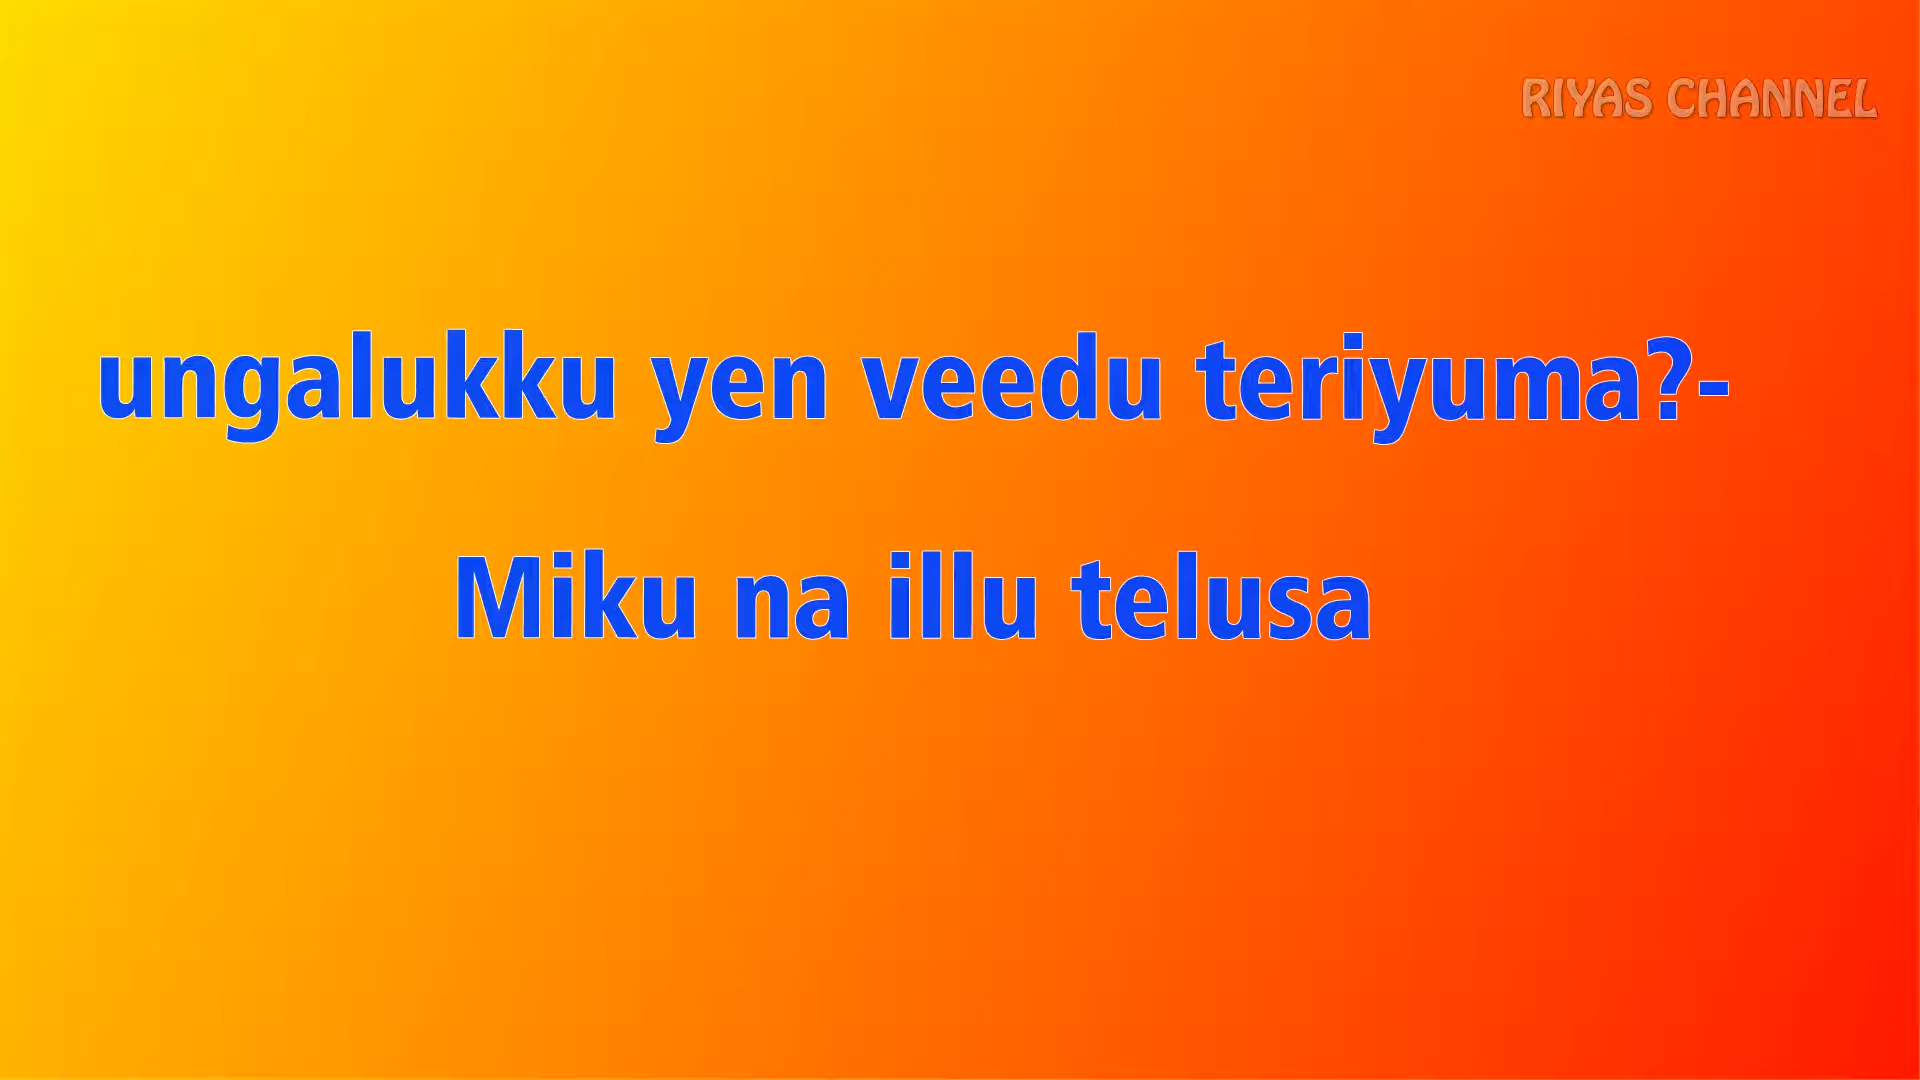 RIYAS CHANNEL
ungalukku yen veedu teriyuma?-
Miku na illu telusa